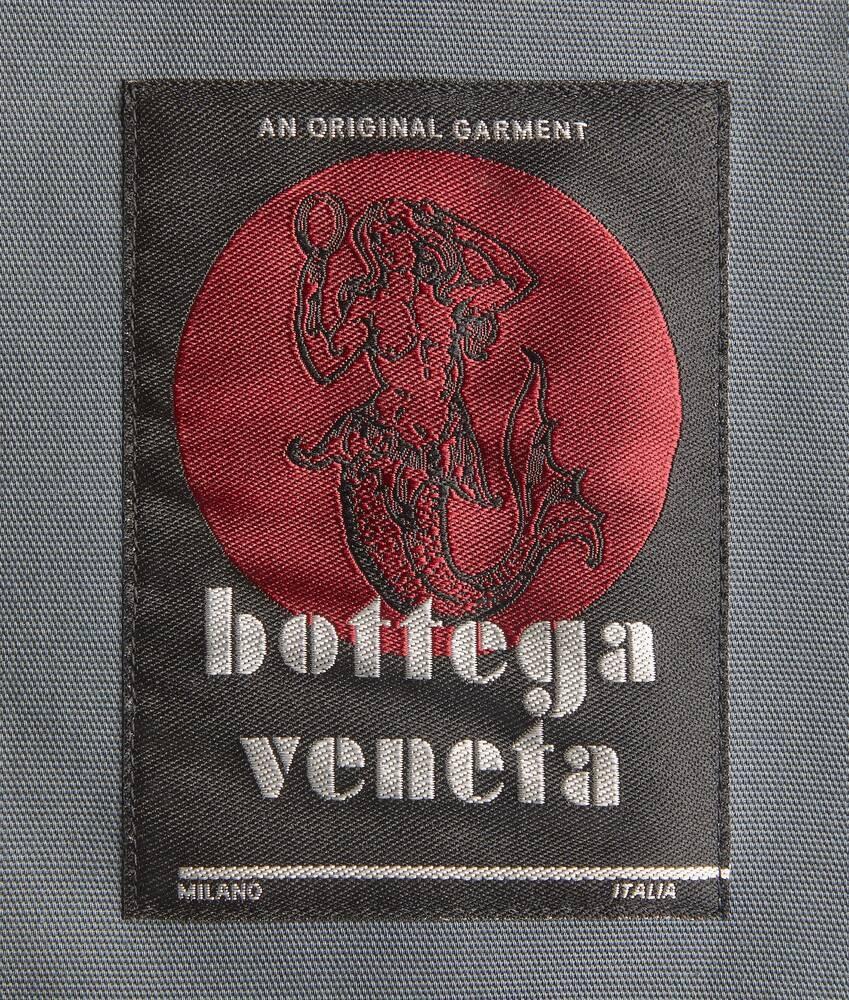 AN ORIGINAL GARMENT
bottega
veneta
MILANO ITALIA